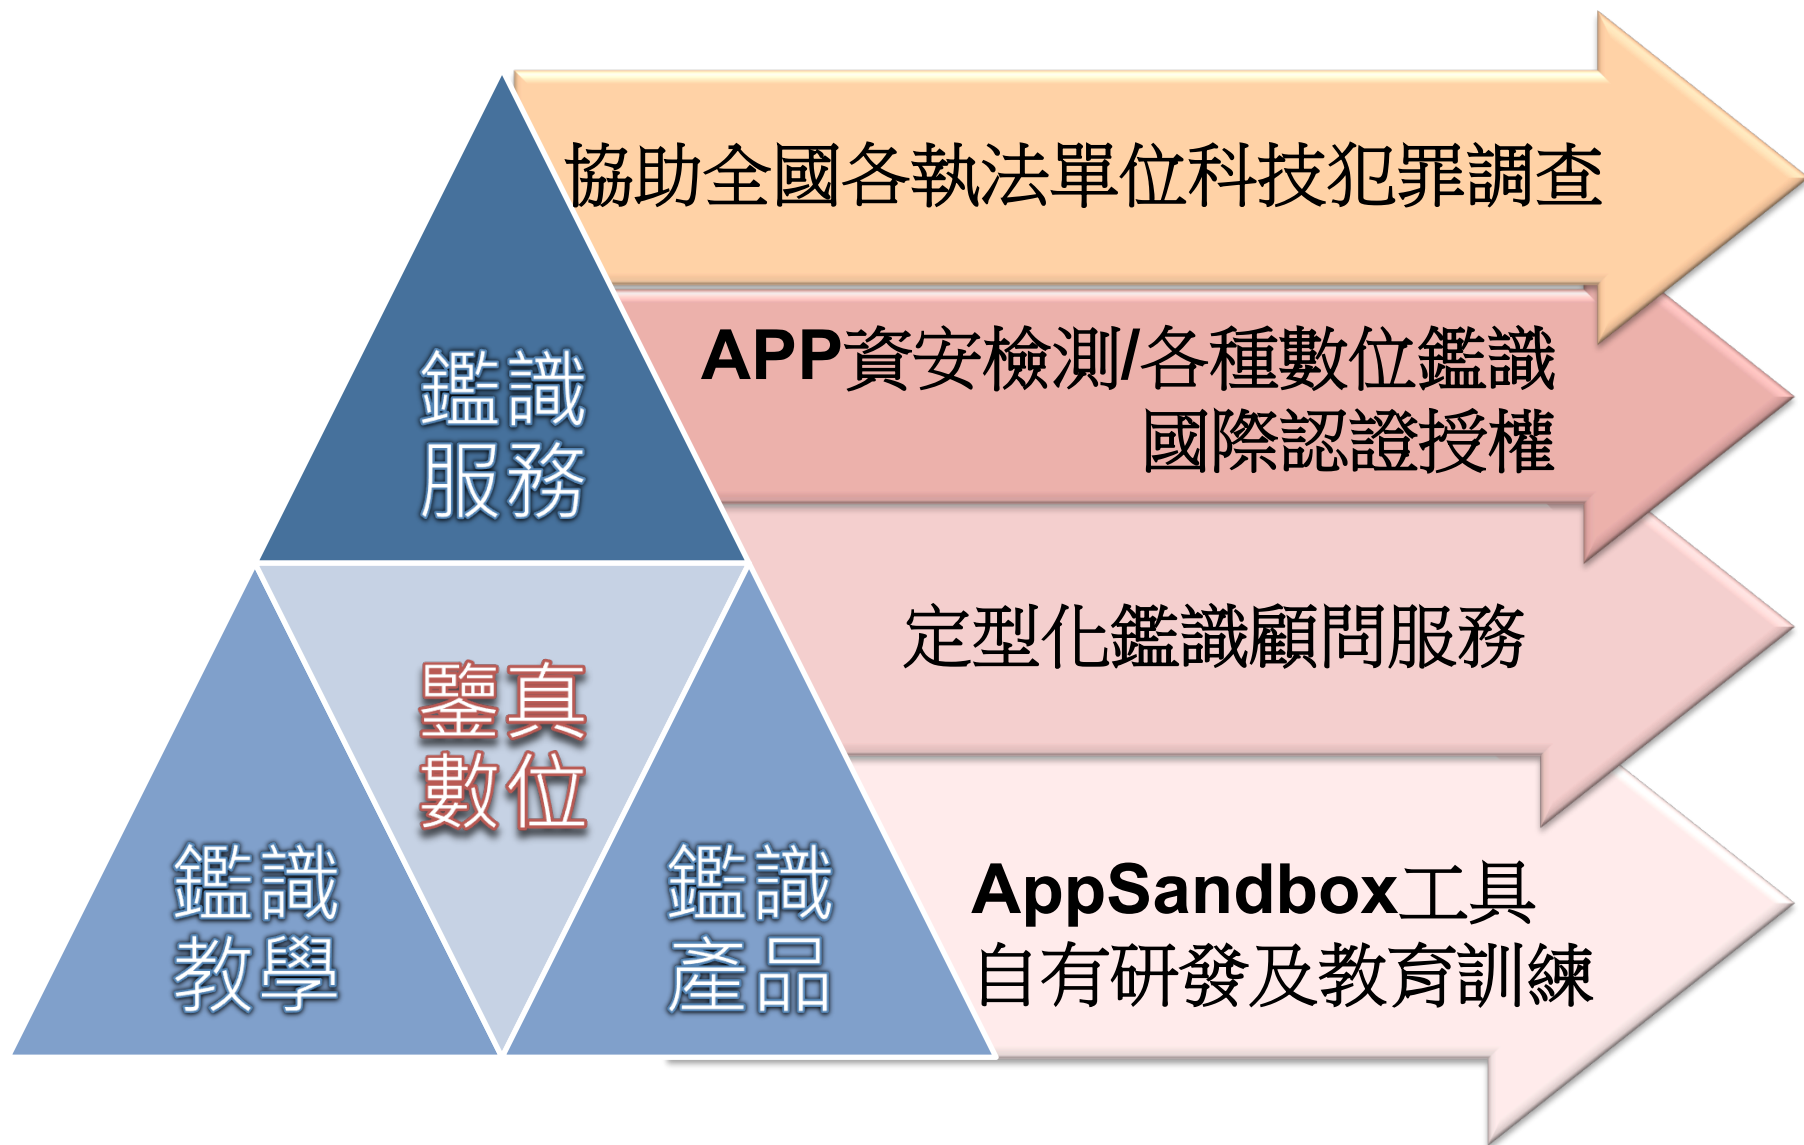 協助全國各執法單位科技犯罪調查
APP資安檢測/各種數位鑑識
國際認證授權
定型化鑑識顧問服務
AppSandbox工具
自有研發及教育訓練
鑑識
服務
鑒真
數位
鑑識
教學
鑑識
產品